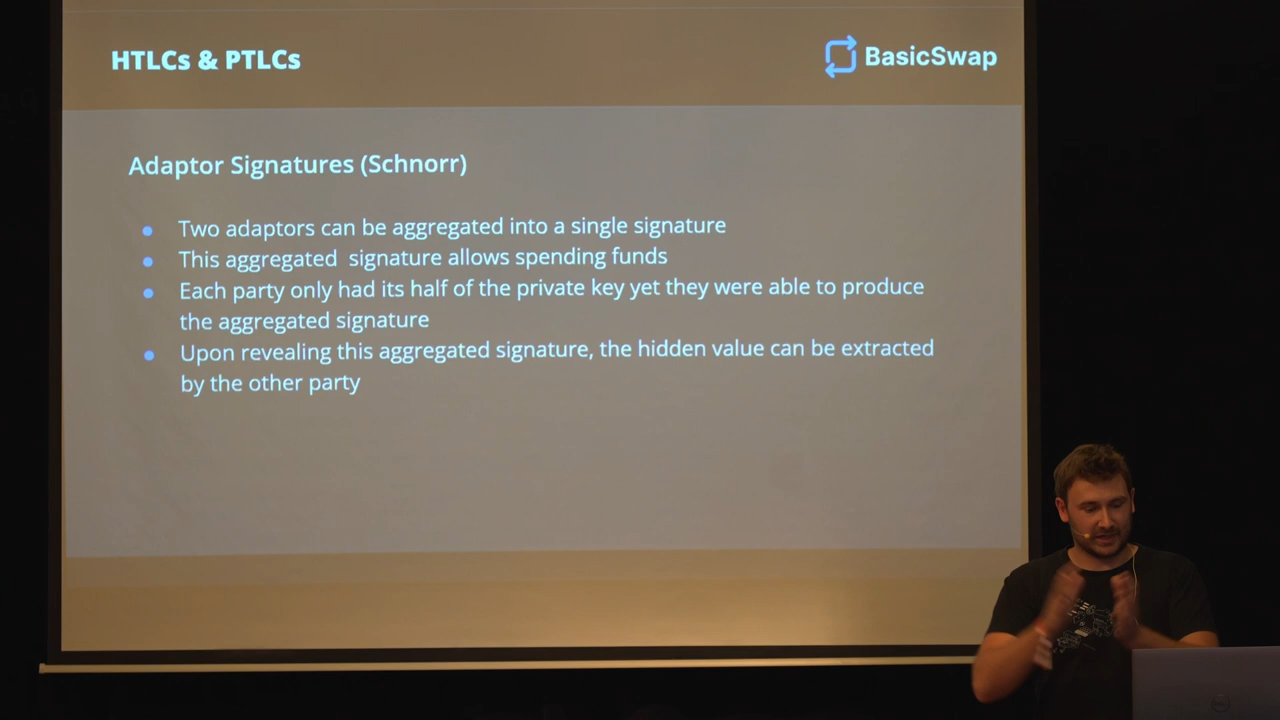 HTLCs & PTLCs
BasicSwap
Adaptor Signatures (Schnorr)
Two adaptors can be aggregated into a single signature
This aggregated signature allows spending funds
Each party only had its half of the private key yet they were able to produce
the aggregated signature
Upon revealing this aggregated signature, the hidden value can be extracted
by the other party